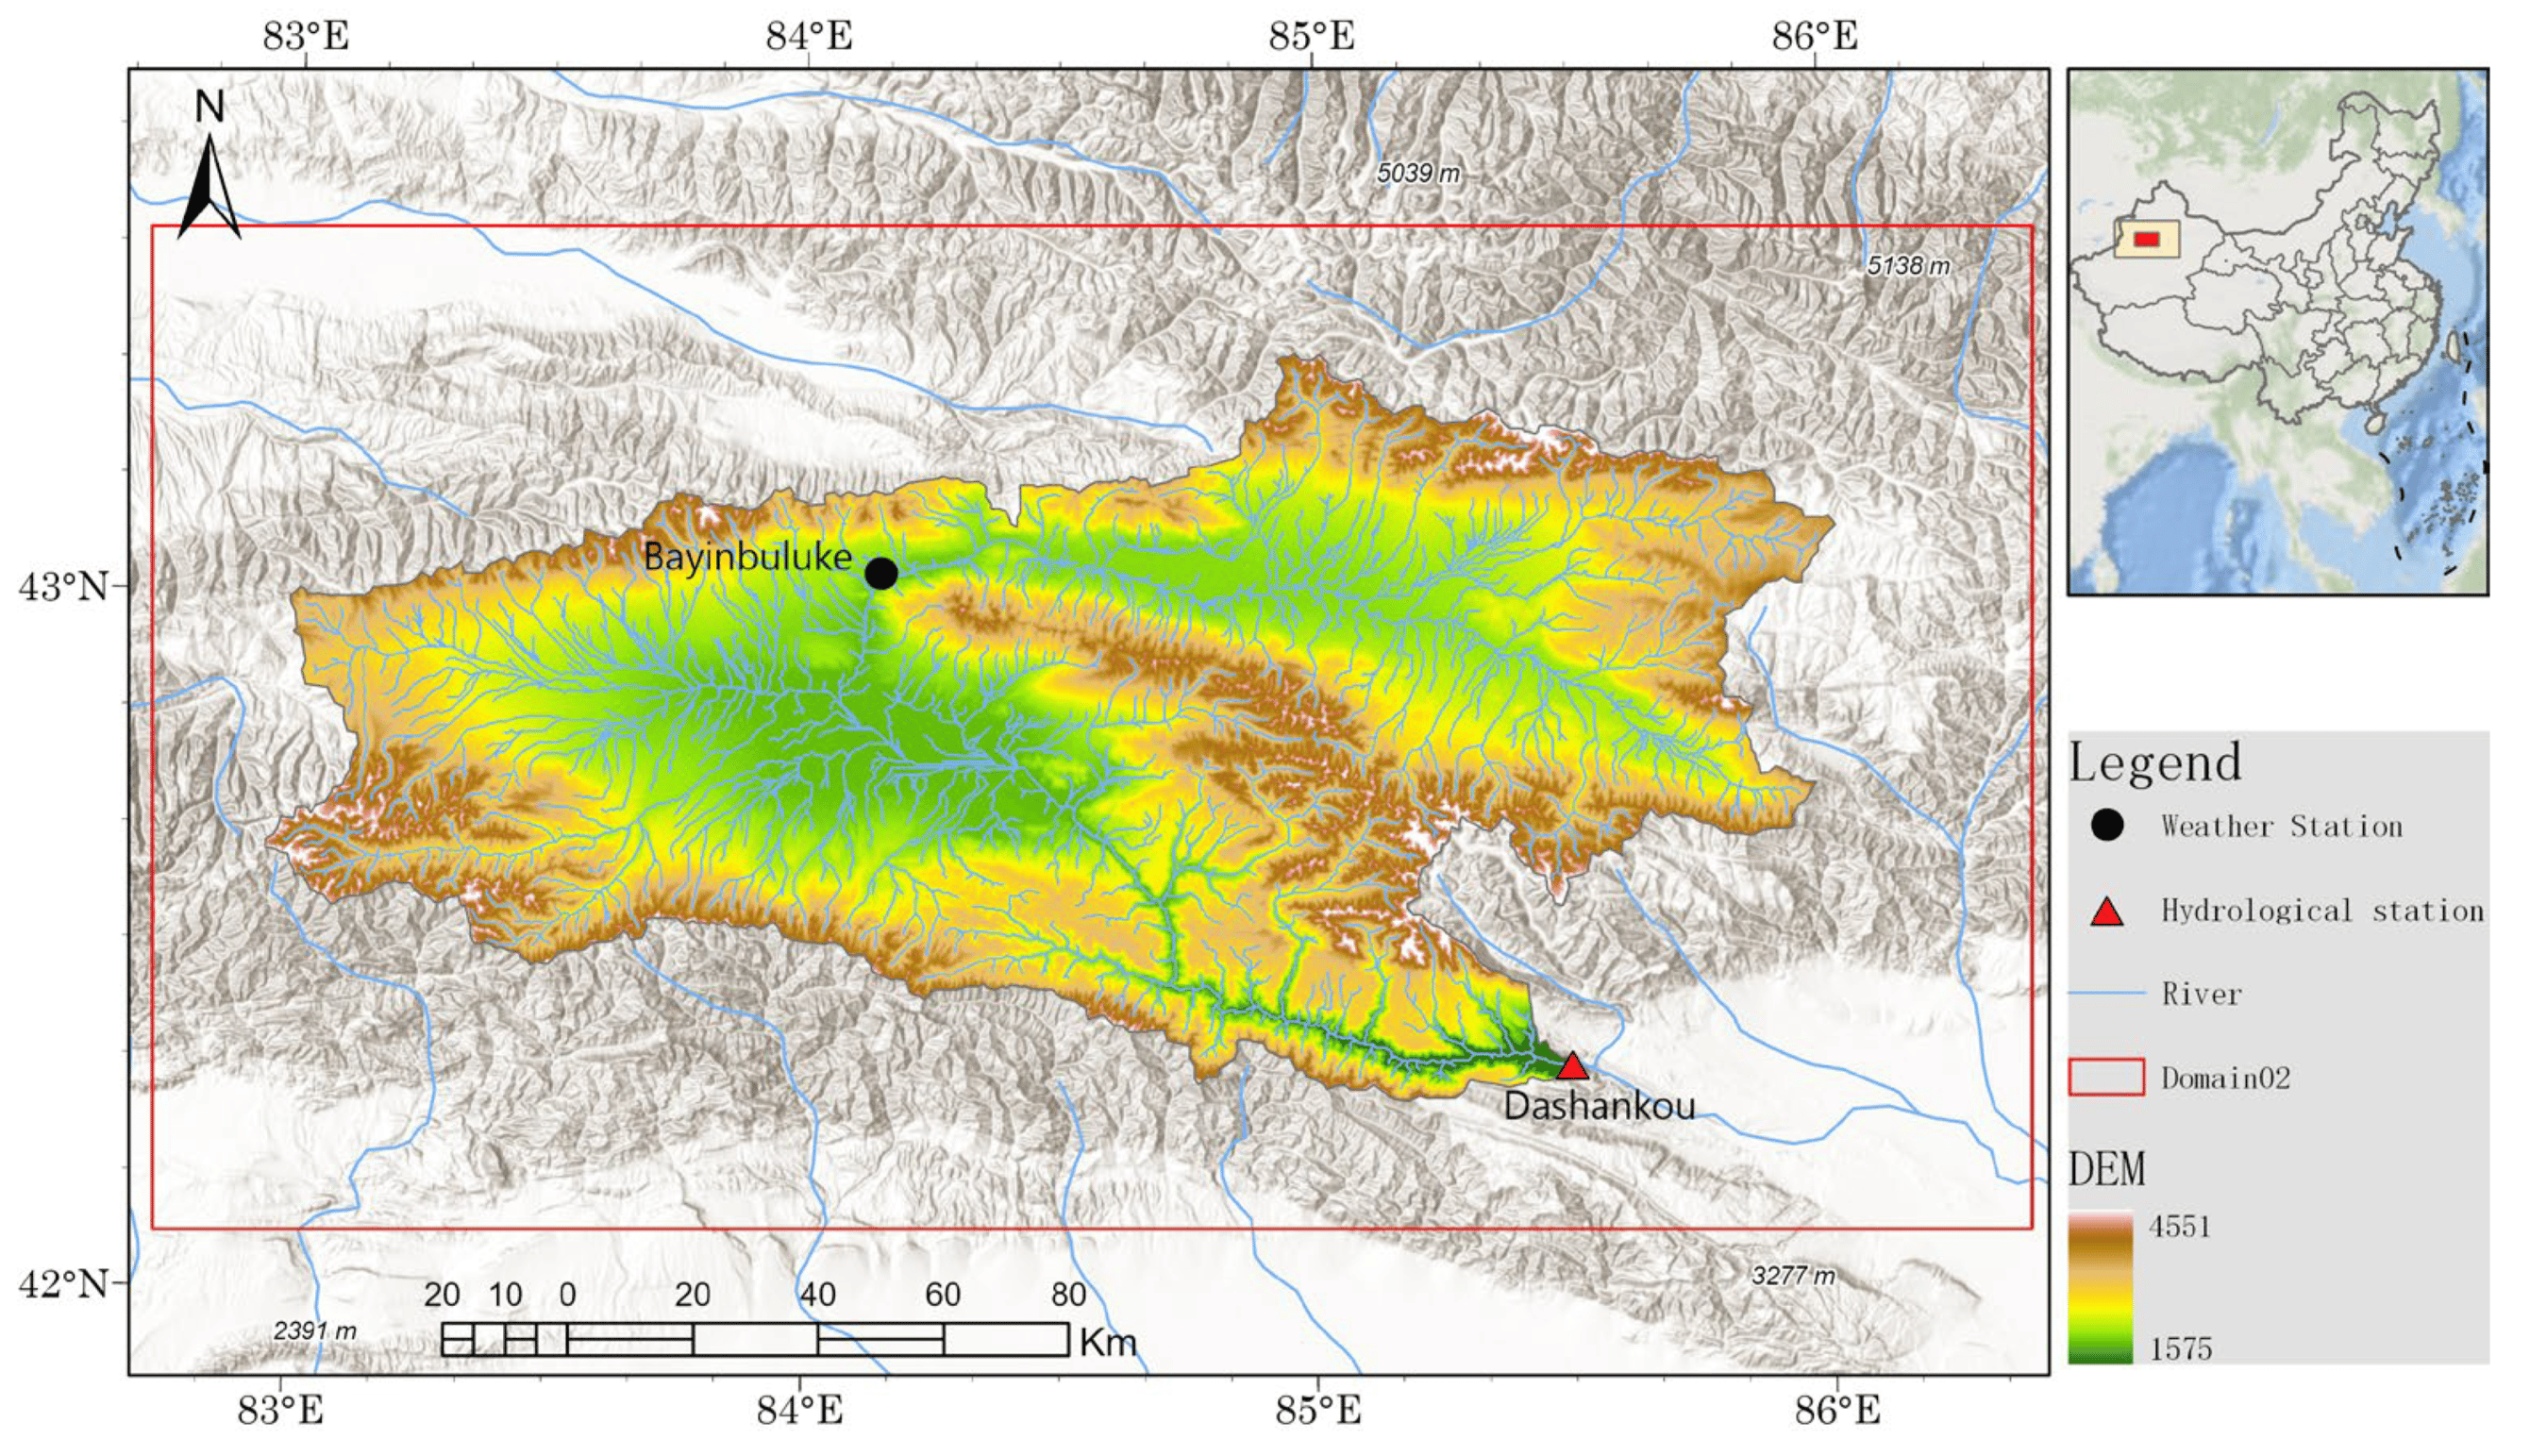 83°E 84°E 85°E 86°E
N
5039 m
5138 m
Bayinbuluke
43°N
Dashankou
42°N
3277 m
2391 m
20 10 0 20 40 60 80
Km
83°E 84°E 85°E 86°E
Legend
Weather Station
Hydrological station
River
Domain02
DEM
4551
1575